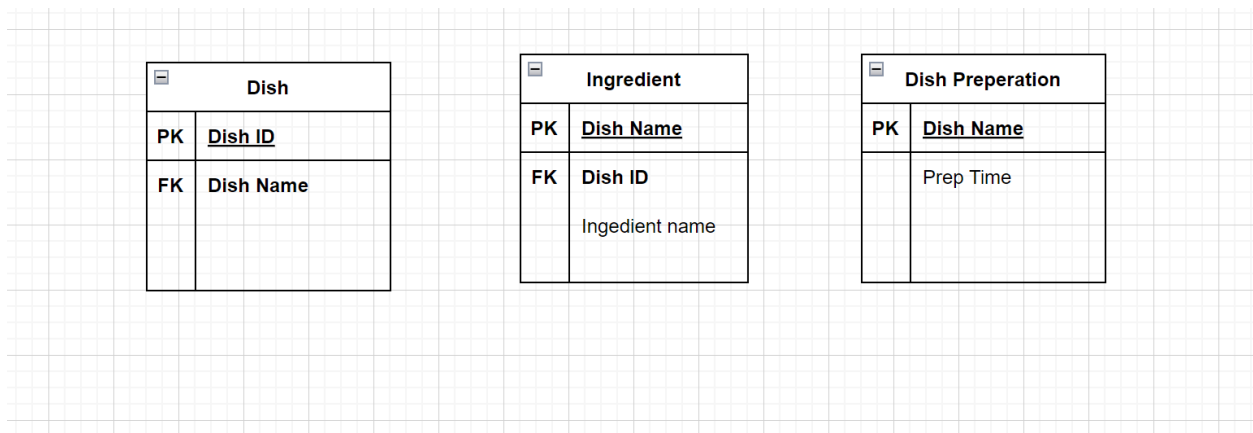 Dish
PK Dish ID
FK Dish Name
Ingredient
PK Dish Name
FK Dish ID
Ingedient name
Dish Preperation
PK Dish Name
Prep Time